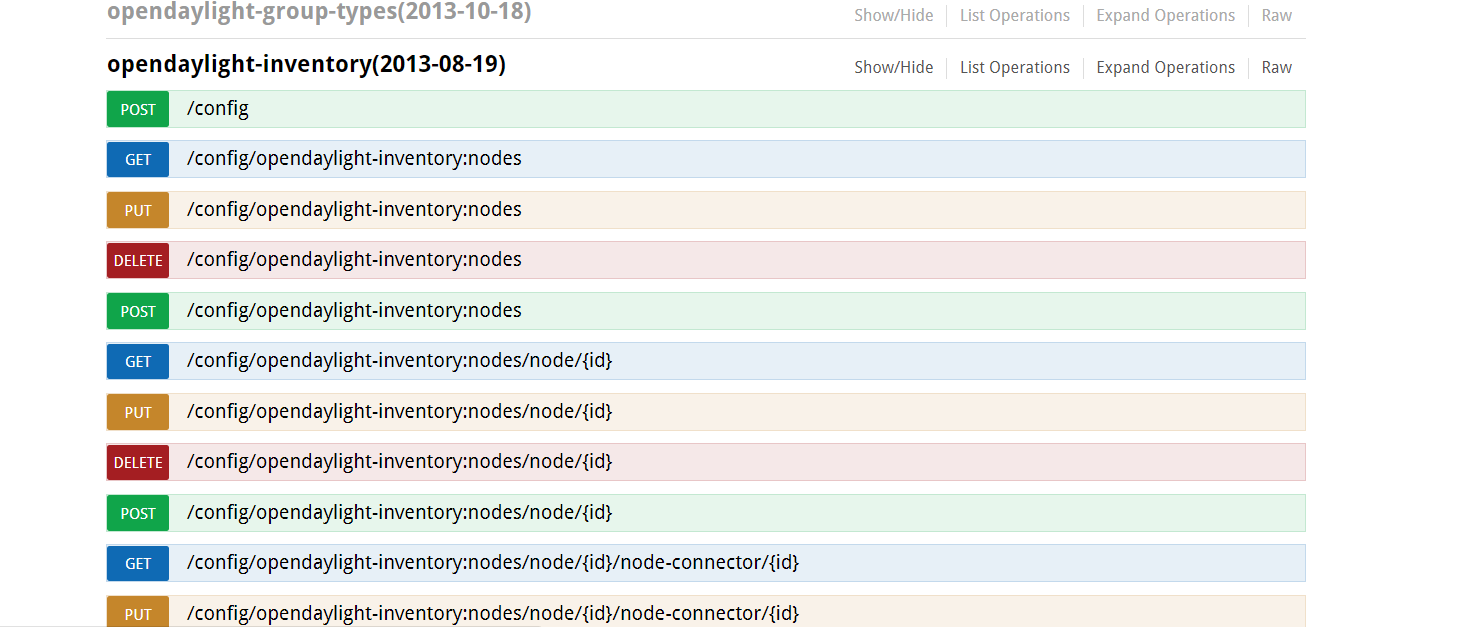 opendaylight-group-types(2013-10-18) Show/Hide List Operations Expand Operations Raw
opendaylight-inventory(2013-08-19) Show/Hide List Operations Expand Operations Raw
POST /config
GET /config/opendaylight-inventory:nodes
PUT /config/opendaylight-inventory:nodes
DELETE /config/opendaylight-inventory:nodes
POST /config/opendaylight-inventory:nodes
GET /config/opendaylight-inventory:nodes/node/{id}
PUT /config/opendaylight-inventory:nodes/node/{id}
DELETE /config/opendaylight-inventory:nodes/node/{id}
POST /config/opendaylight-inventory:nodes/node/{id}
GET /config/opendaylight-inventory:nodes/node/{id}/node-connector/{id}
PUT /config/opendaylight-inventory:nodes/node/{id}/node-connector/{id}